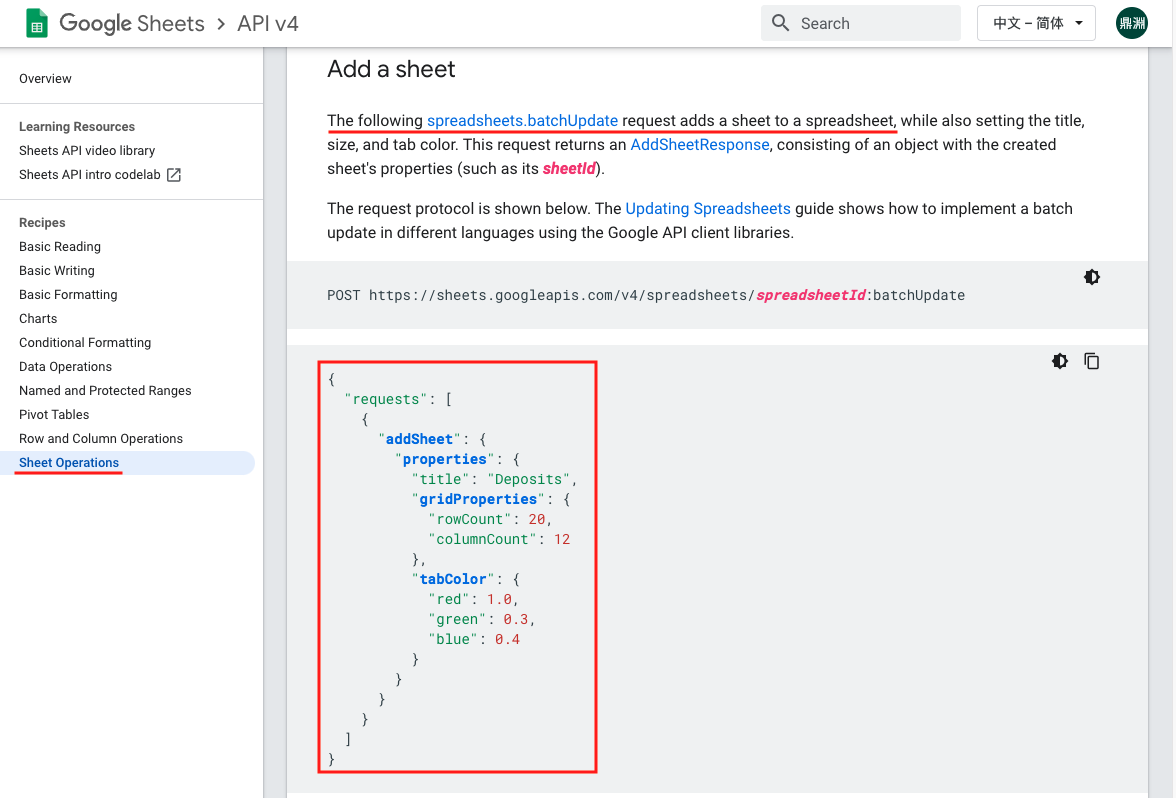 Google Sheets > API v4
Search
中文 – 简体
鼎渊
Overview
Learning Resources
Sheets API video library
Sheets API intro codelab
Recipes
Basic Reading
Basic Writing
Basic Formatting
Charts
Conditional Formatting
Data Operations
Named and Protected Ranges
Pivot Tables
Row and Column Operations
Sheet Operations
Add a sheet
The following spreadsheets.batchUpdate request adds a sheet to a spreadsheet, while also setting the title,
size, and tab color. This request returns an AddSheetResponse, consisting of an object with the created
sheet's properties (such as its sheetId).
The request protocol is shown below. The Updating Spreadsheets guide shows how to implement a batch
update in different languages using the Google API client libraries.
POST https://sheets.googleapis.com/v4/spreadsheets/spreadsheetId:batchUpdate
{
  "requests": [
    {
      "addSheet": {
        "properties": {
          "title": "Deposits",
          "gridProperties": {
            "rowCount": 20,
            "columnCount": 12
          },
          "tabColor": {
            "red": 1.0,
            "green": 0.3,
            "blue": 0.4
          }
        }
      }
    }
  ]
}